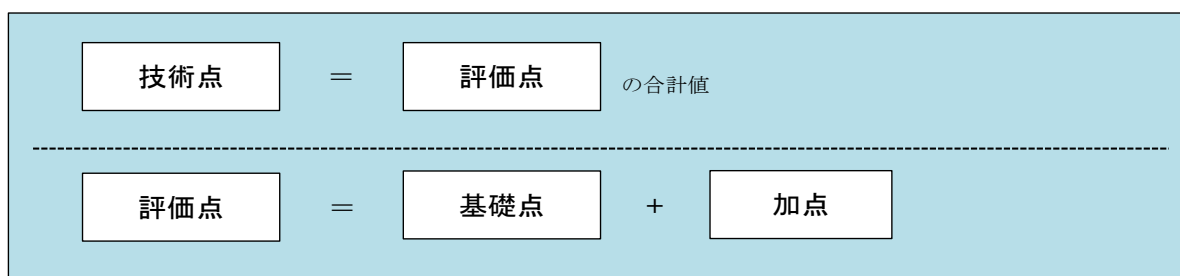 技術点 ＝ 評価点 の合計値
評価点 ＝ 基礎点 + 加点